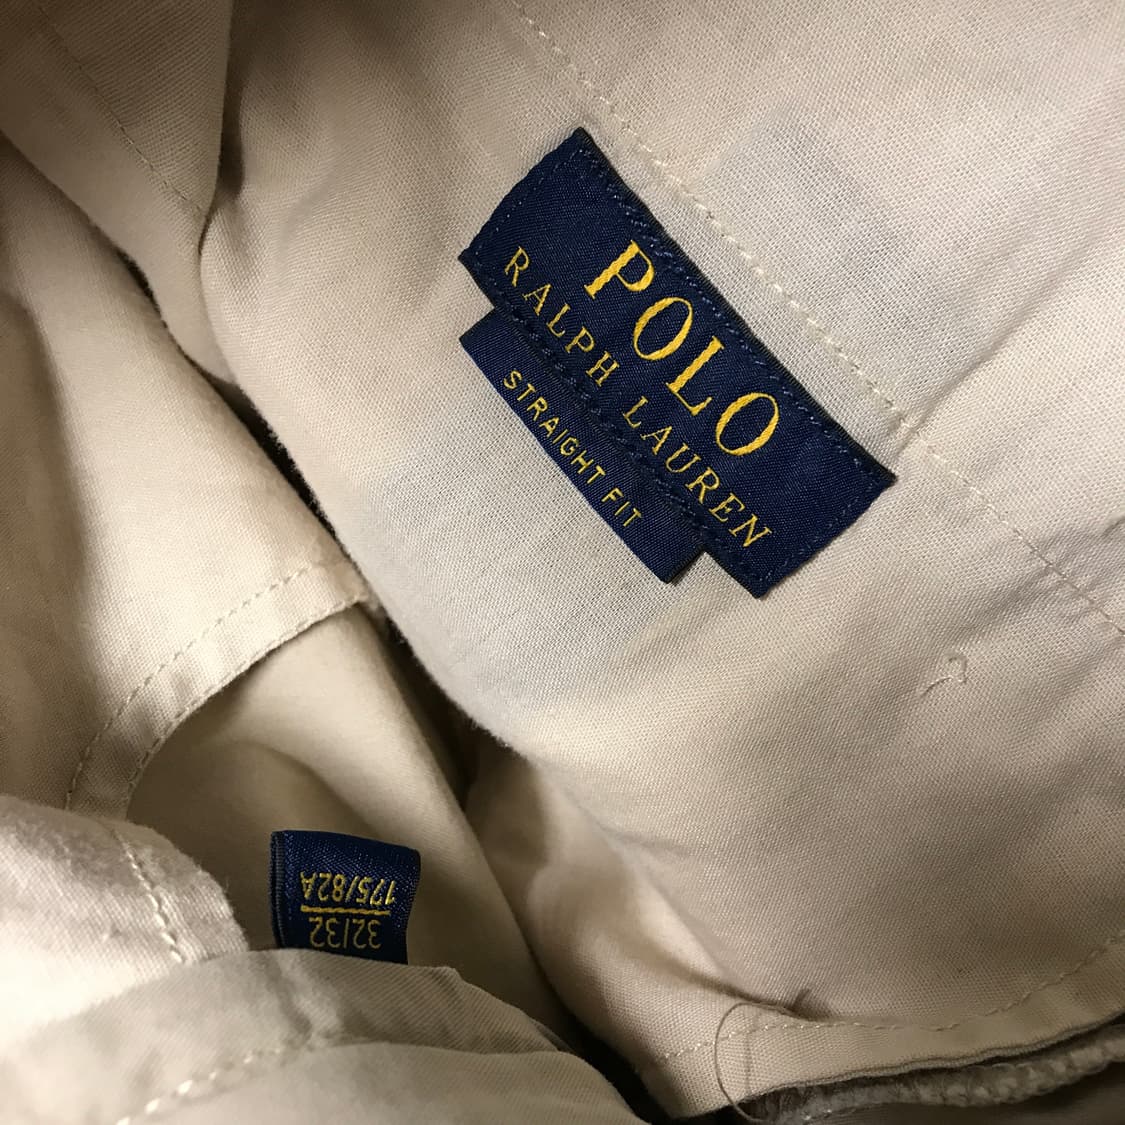 POLO
RALPH LAUREN
STRAIGHT FIT
32/32
175/82A